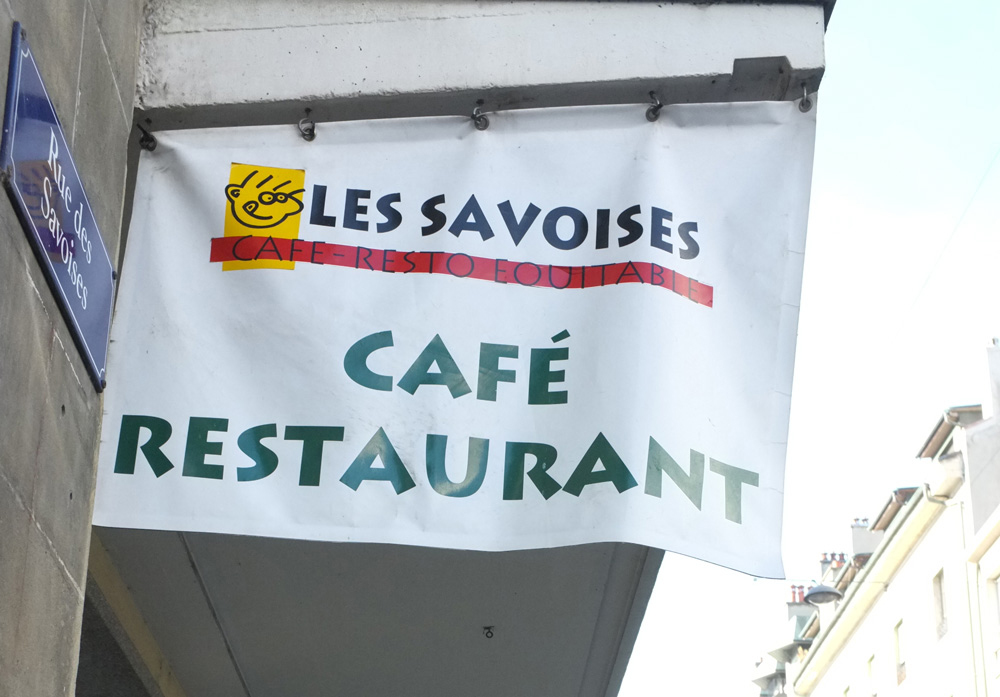 Rue des
Savoises
LES SAVOISES
CAFE-RESTO EQUITABLE
CAFÉ
RESTAURANT